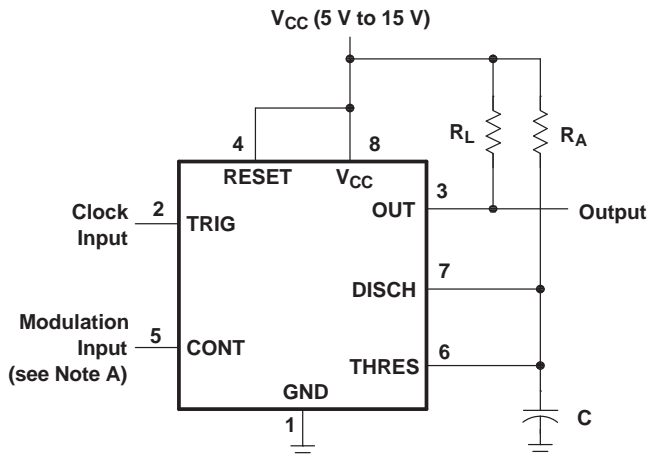 VCC (5 V to 15 V)
RL
RA
4
8
RESET
VCC
3
Clock
Input
2
TRIG
OUT
Output
7
DISCH
Modulation
Input
(see Note A)
5
CONT
6
THRES
GND
1
C